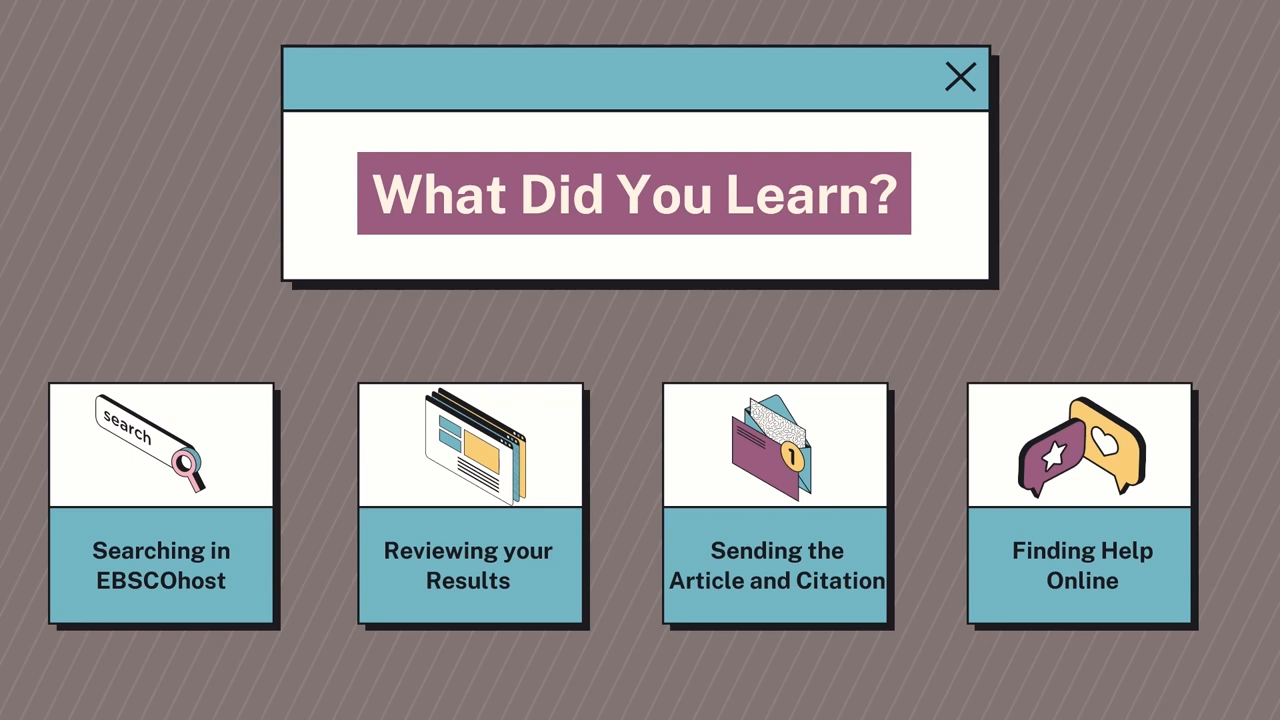 What Did You Learn?
search
Searching in
EBSCOhost
Reviewing your
Results
1
Sending the
Article and Citation
Finding Help
Online